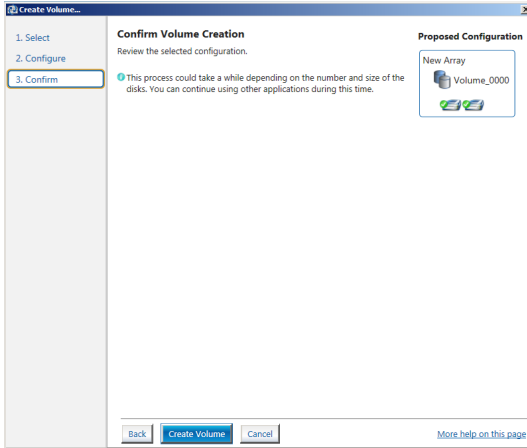 Create Volume...
1. Select
2. Configure
3. Confirm
Confirm Volume Creation
Review the selected configuration.
This process could take a while depending on the number and size of the
disks. You can continue using other applications during this time.
Proposed Configuration
New Array
Volume_0000
Back
Create Volume
Cancel
More help on this page